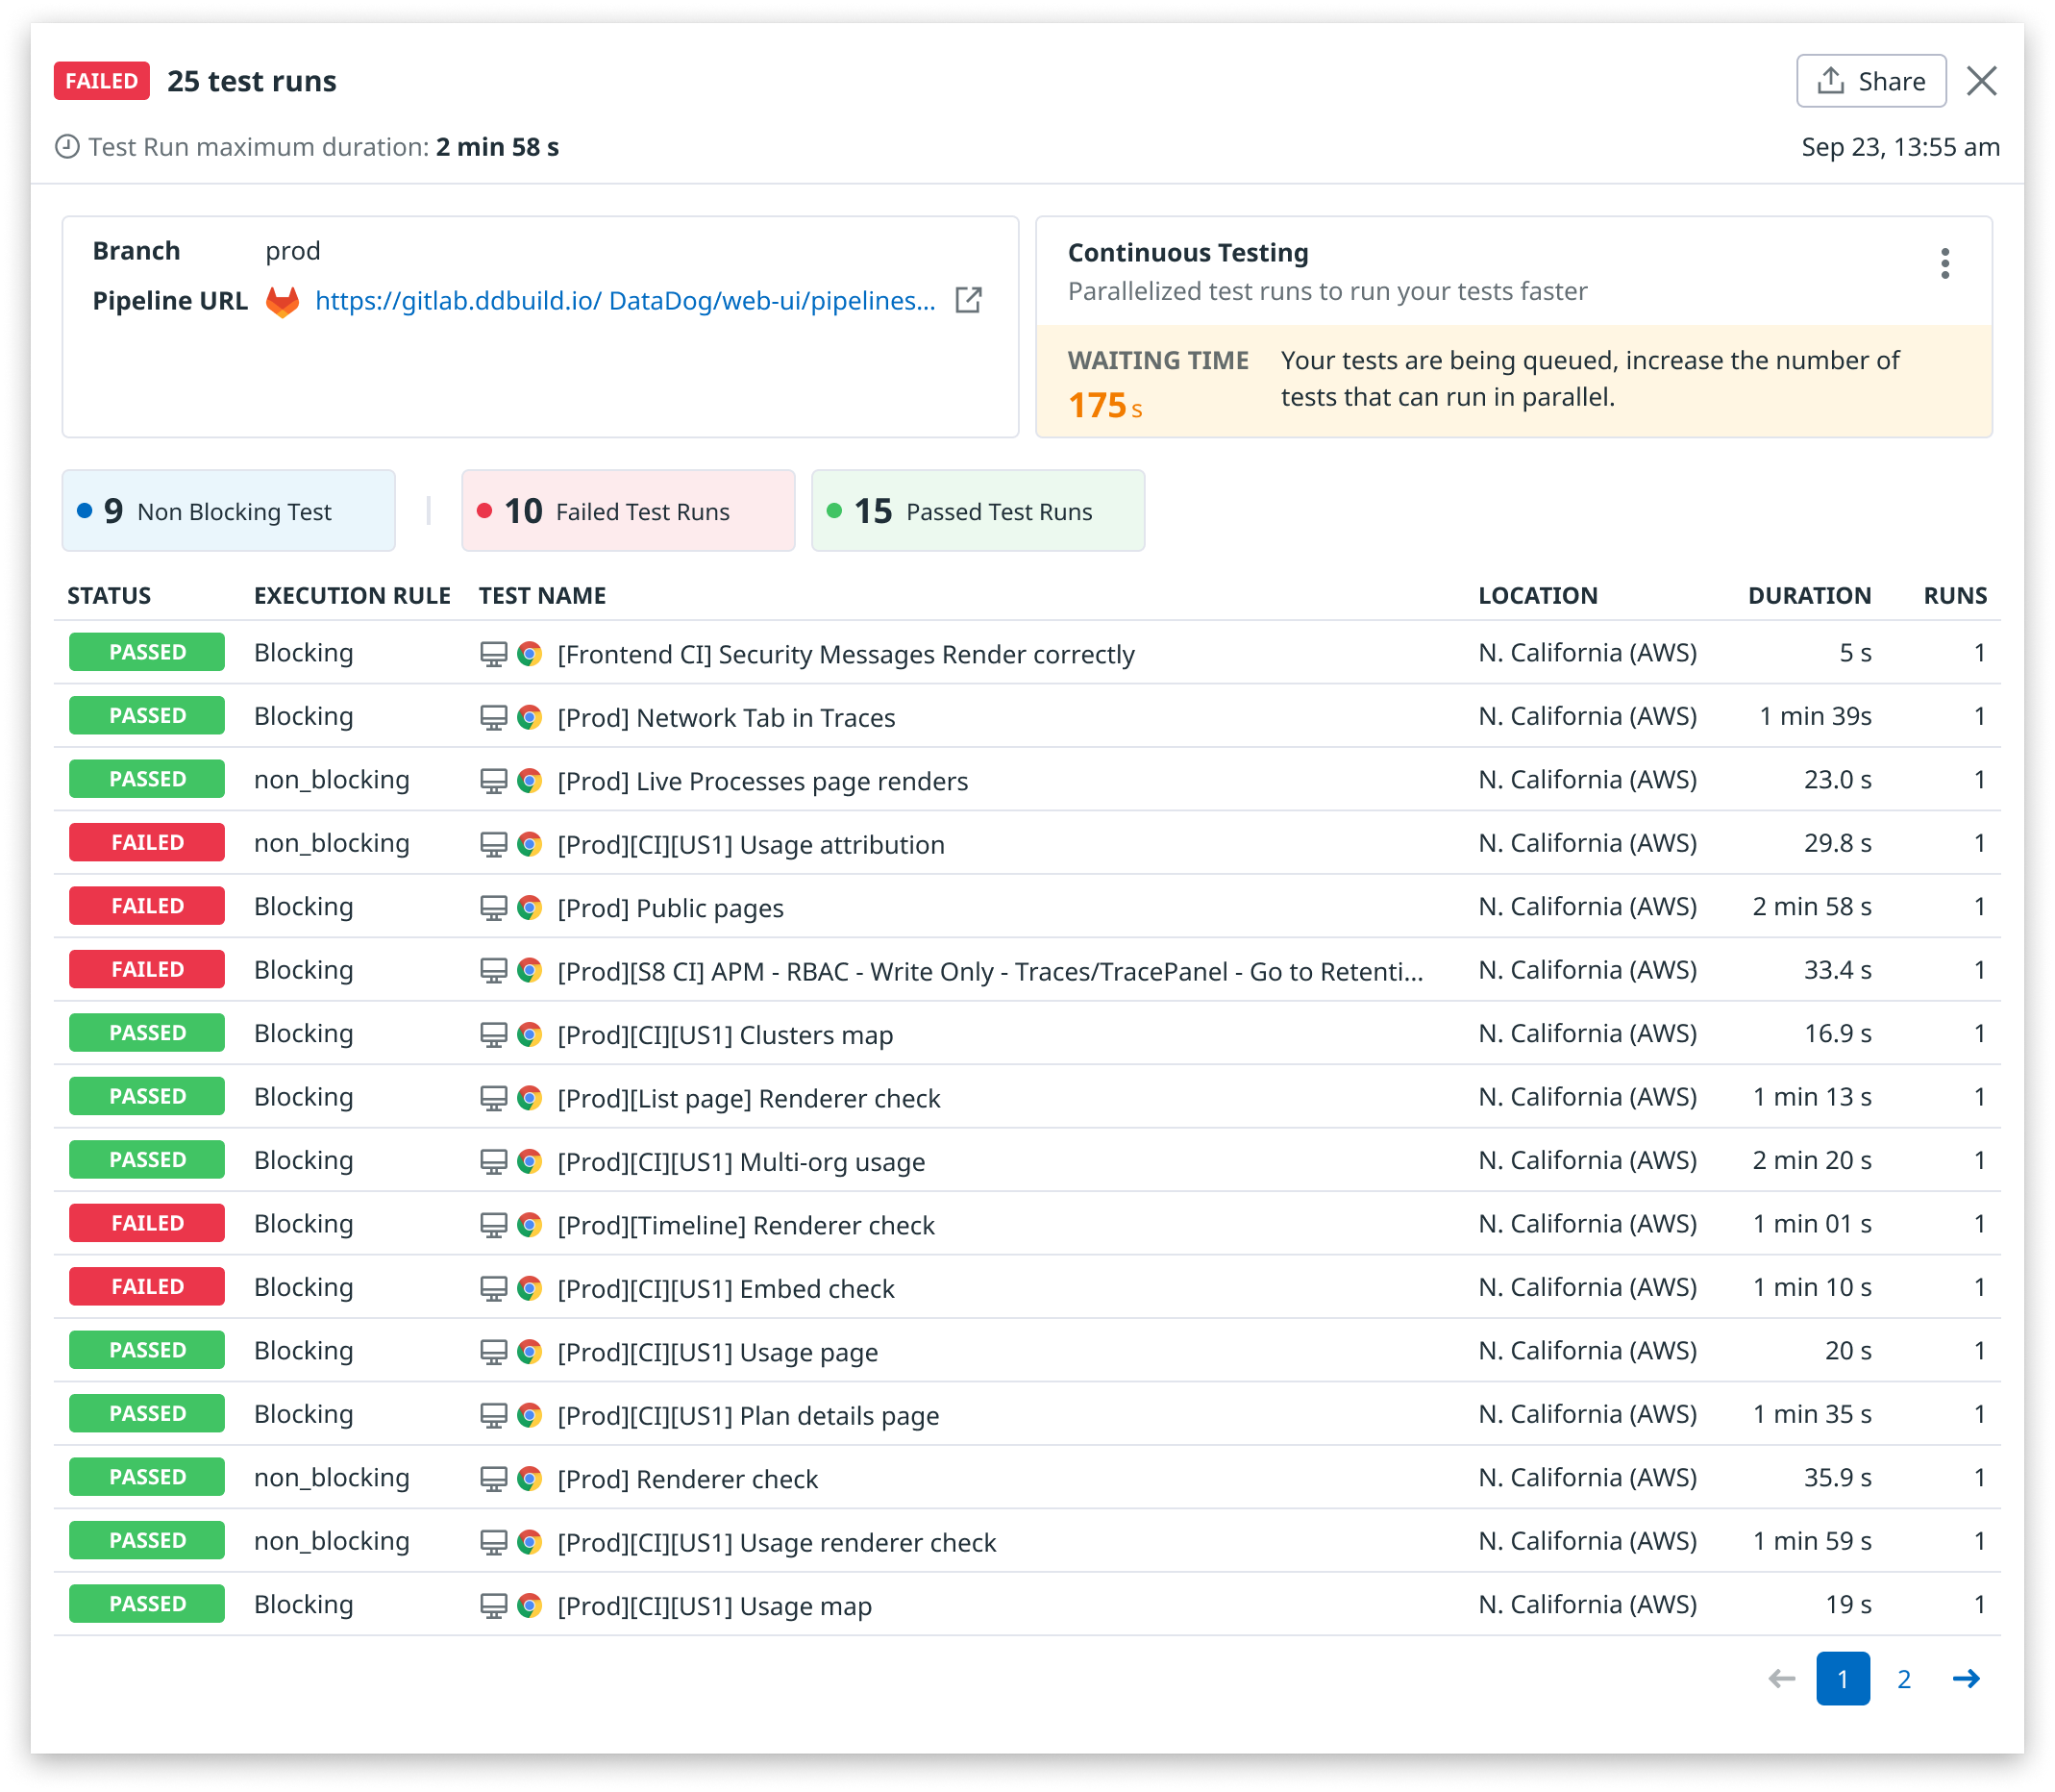 FAILED 25 test runs Share
Test Run maximum duration: 2 min 58 s Sep 23, 13:55 am
Branch prod
Pipeline URL https://gitlab.ddbuild.io/ DataDog/web-ui/pipelines...
Continuous Testing
Parallelized test runs to run your tests faster
WAITING TIME
175 s
Your tests are being queued, increase the number of
tests that can run in parallel.
9 Non Blocking Test 10 Failed Test Runs 15 Passed Test Runs
STATUS EXECUTION RULE TEST NAME LOCATION DURATION RUNS
PASSED Blocking [Frontend CI] Security Messages Render correctly N. California (AWS) 5 s 1
PASSED Blocking [Prod] Network Tab in Traces N. California (AWS) 1 min 39s 1
PASSED non_blocking [Prod] Live Processes page renders N. California (AWS) 23.0 s 1
FAILED non_blocking [Prod][CI][US1] Usage attribution N. California (AWS) 29.8 s 1
FAILED Blocking [Prod] Public pages N. California (AWS) 2 min 58 s 1
FAILED Blocking [Prod][S8 CI] APM - RBAC - Write Only - Traces/TracePanel - Go to Retenti... N. California (AWS) 33.4 s 1
PASSED Blocking [Prod][CI][US1] Clusters map N. California (AWS) 16.9 s 1
PASSED Blocking [Prod][List page] Renderer check N. California (AWS) 1 min 13 s 1
PASSED Blocking [Prod][CI][US1] Multi-org usage N. California (AWS) 2 min 20 s 1
FAILED Blocking [Prod][Timeline] Renderer check N. California (AWS) 1 min 01 s 1
FAILED Blocking [Prod][CI][US1] Embed check N. California (AWS) 1 min 10 s 1
PASSED Blocking [Prod][CI][US1] Usage page N. California (AWS) 20 s 1
PASSED Blocking [Prod][CI][US1] Plan details page N. California (AWS) 1 min 35 s 1
PASSED non_blocking [Prod] Renderer check N. California (AWS) 35.9 s 1
PASSED non_blocking [Prod][CI][US1] Usage renderer check N. California (AWS) 1 min 59 s 1
PASSED Blocking [Prod][CI][US1] Usage map N. California (AWS) 19 s 1
1 2